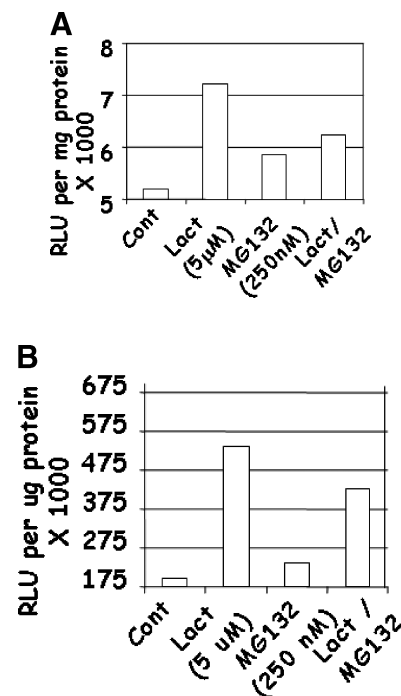 A
RLU per mg protein
X 1000
8
7
6
5
Cont
Lact
(5μM)
MG132
(250nM)
Lact/
MG132
B
RLU per ug protein
X 1000
675
575
475
375
275
175
Cont
Lact
(5 uM)
MG132
(250 nM)
Lact /
MG132